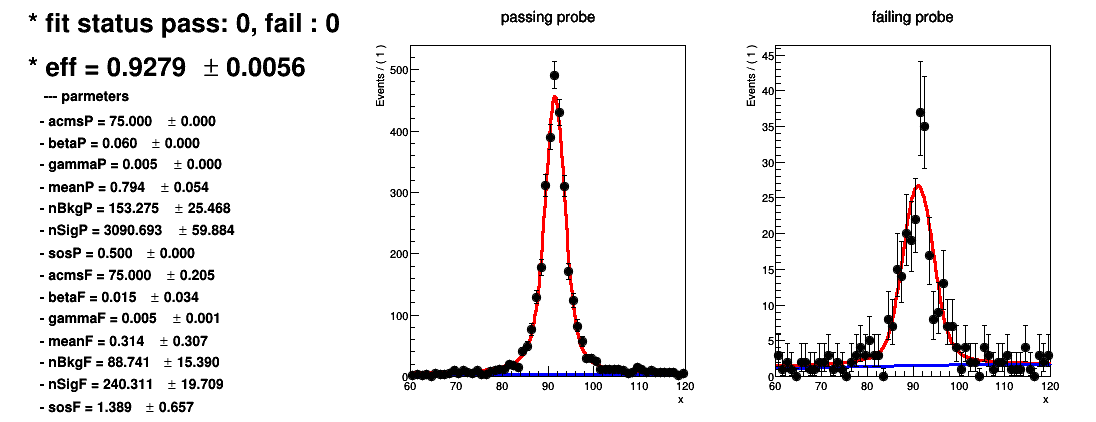 * fit status pass: 0, fail : 0
* eff = 0.9279 ± 0.0056
--- parmeters
- acmsP = 75.000 ± 0.000
- betaP = 0.060 ± 0.000
- gammaP = 0.005 ± 0.000
- meanP = 0.794 ± 0.054
- nBkgP = 153.275 ± 25.468
- nSigP = 3090.693 ± 59.884
- sosP = 0.500 ± 0.000
- acmsF = 75.000 ± 0.205
- betaF = 0.015 ± 0.034
- gammaF = 0.005 ± 0.001
- meanF = 0.314 ± 0.307
- nBkgF = 88.741 ± 15.390
- nSigF = 240.311 ± 19.709
- sosF = 1.389 ± 0.657
passing probe
Events / ( 1 )
500
400
300
200
100
0
60 70 80 90 100 110 120
x
failing probe
Events / ( 1 )
45
40
35
30
25
20
15
10
5
0
60 70 80 90 100 110 120
x